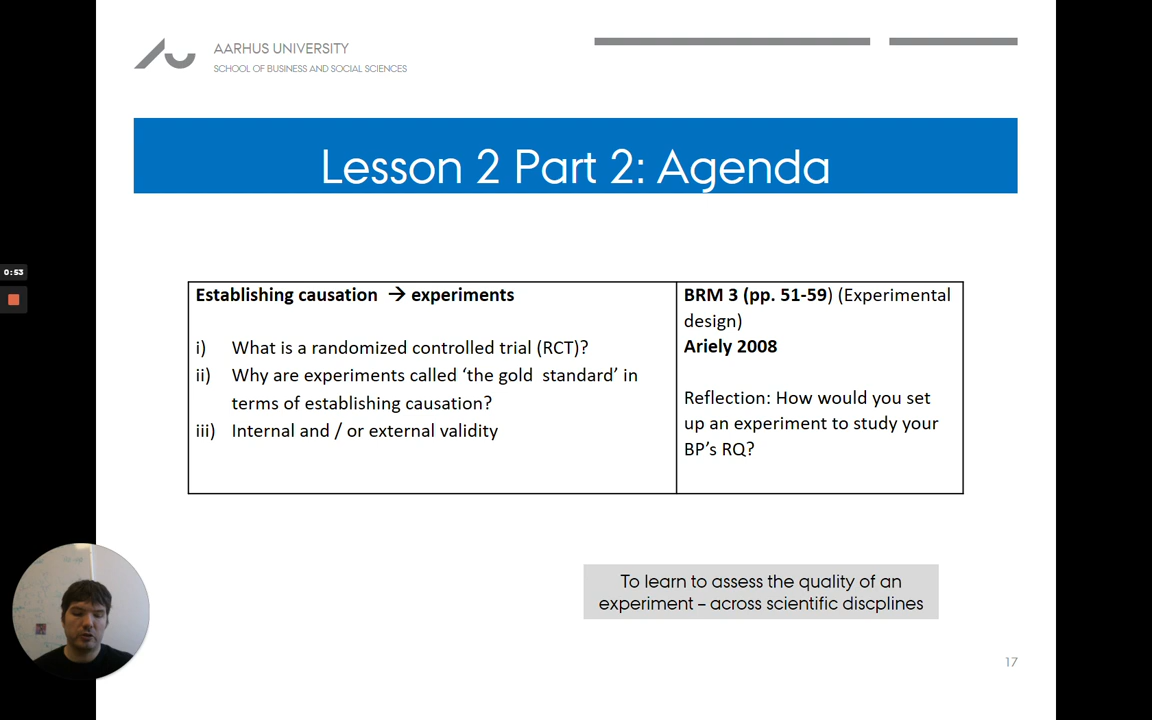 AARHUS UNIVERSITY
SCHOOL OF BUSINESS AND SOCIAL SCIENCES
Lesson 2 Part 2: Agenda
0:53
Establishing causation → experiments
i) What is a randomized controlled trial (RCT)?
ii) Why are experiments called ‘the gold standard’ in
terms of establishing causation?
iii) Internal and / or external validity
BRM 3 (pp. 51-59) (Experimental
design)
Ariely 2008
Reflection: How would you set
up an experiment to study your
BP’s RQ?
To learn to assess the quality of an
experiment – across scientific discplines
17